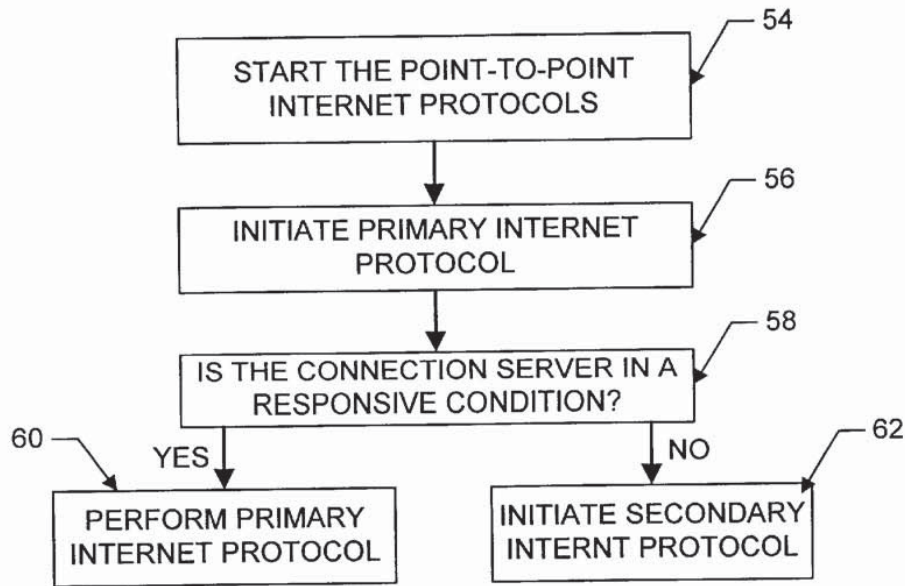 54
START THE POINT-TO-POINT
INTERNET PROTOCOLS
56
INITIATE PRIMARY INTERNET
PROTOCOL
58
IS THE CONNECTION SERVER IN A
RESPONSIVE CONDITION?
60
YES
NO
62
PERFORM PRIMARY
INTERNET PROTOCOL
INITIATE SECONDARY
INTERNT PROTOCOL